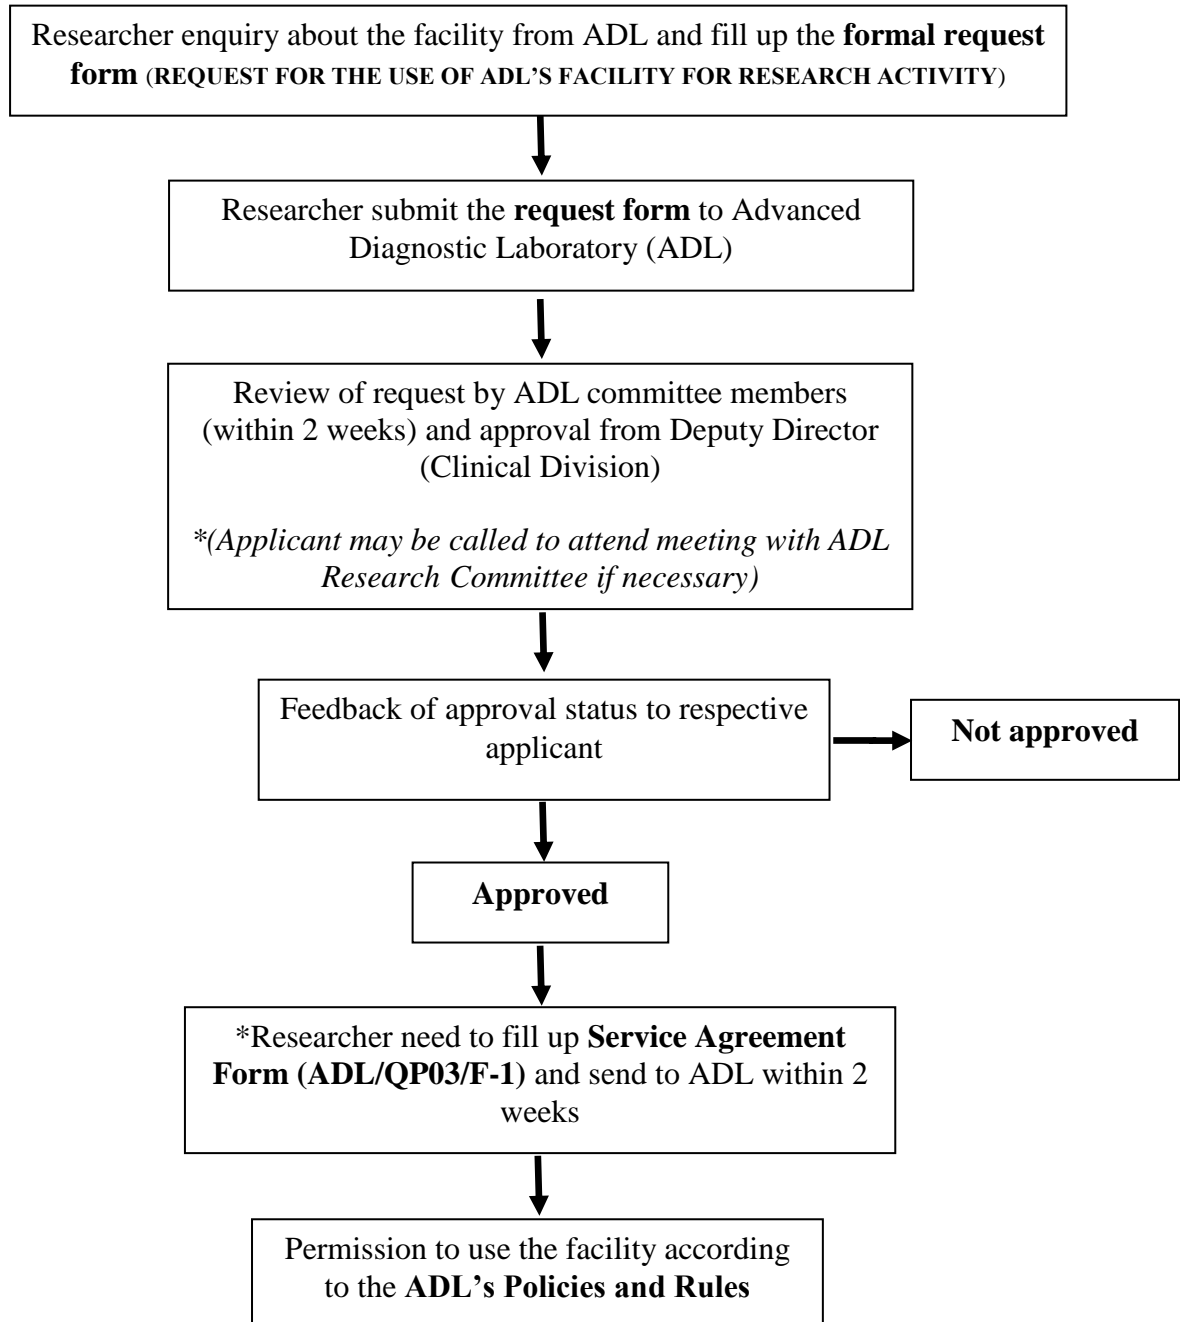 Researcher enquiry about the facility from ADL and fill up the formal request
form (REQUEST FOR THE USE OF ADL’S FACILITY FOR RESEARCH ACTIVITY)
Researcher submit the request form to Advanced
Diagnostic Laboratory (ADL)
Review of request by ADL committee members
(within 2 weeks) and approval from Deputy Director
(Clinical Division)
*(Applicant may be called to attend meeting with ADL
Research Committee if necessary)
Feedback of approval status to respective
applicant
Not approved
Approved
*Researcher need to fill up Service Agreement
Form (ADL/QP03/F-1) and send to ADL within 2
weeks
Permission to use the facility according
to the ADL’s Policies and Rules